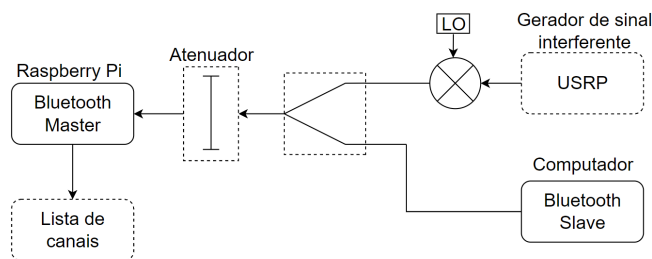 LO
Gerador de sinal
interferente
Atenuador
Raspberry Pi
USRP
Bluetooth
Master
Computador
Bluetooth
Slave
Lista de
canais